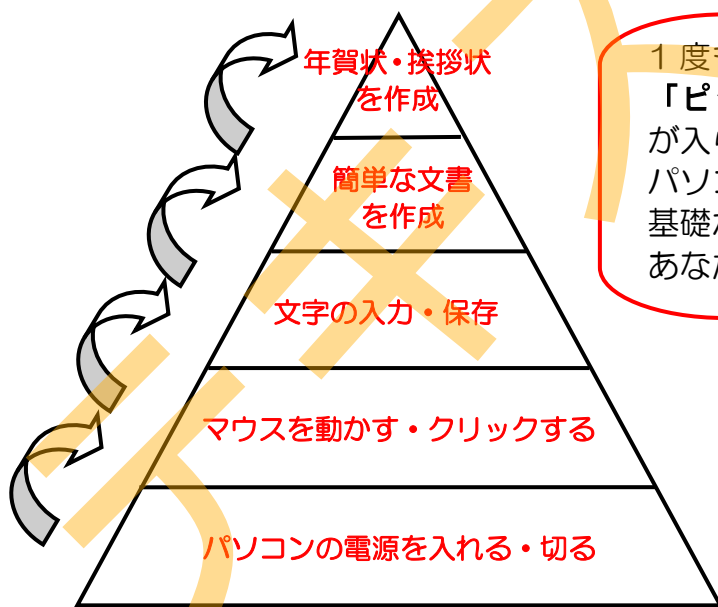 年賀状・挨拶状
を作成
簡単な文書
を作成
文字の入力・保存
マウスを動かす・クリックする
パソコンの電源を入れる・切る
1度
「ピ
が入
パソ
基礎
あな